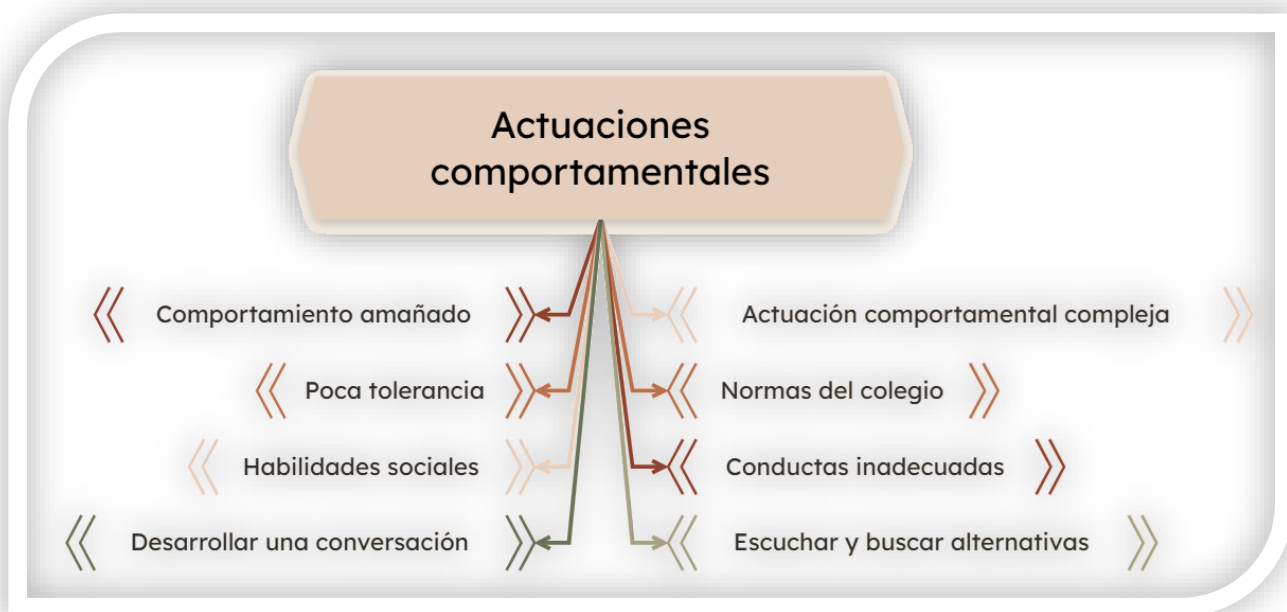 Actuaciones
comportamentales
Comportamiento amañado
Actuación comportamental compleja
Poca tolerancia
Normas del colegio
Habilidades sociales
Conductas inadecuadas
Desarrollar una conversación
Escuchar y buscar alternativas